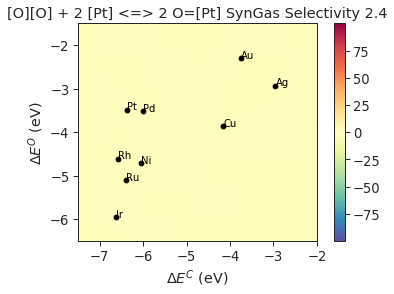 [O][O] + 2 [Pt] <=> 2 O=[Pt] SynGas Selectivity 2.4
−2
−3
−4
−5
−6
ΔE^O (eV)
Au
Ag
Pt
Pd
Cu
Rh
Ni
Ru
Ir
−7
−6
−5
−4
−3
−2
ΔE^C (eV)
75
50
25
0
−25
−50
−75